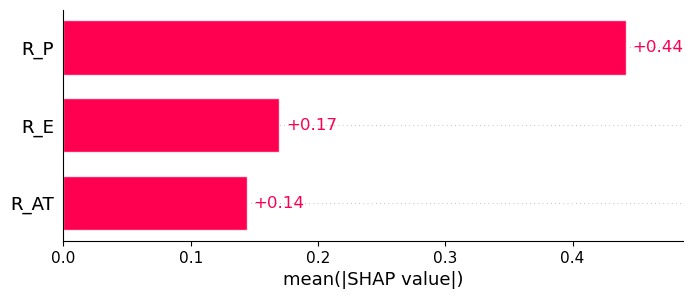 R_P
+0.44
R_E
+0.17
R_AT
+0.14
0.0 0.1 0.2 0.3 0.4
mean(|SHAP value|)